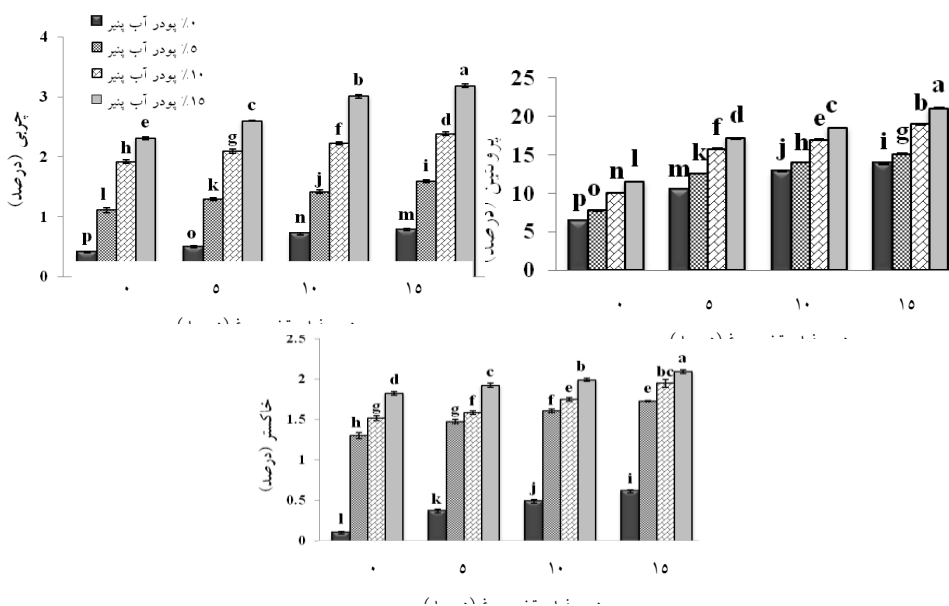 ٪۰ پودر آب پنیر
٪۵ پودر آب پنیر
٪۱۰ پودر آب پنیر
٪۱۵ پودر آب پنیر
چربی (درصد)
4
3
2
1
0
p l h e
o k g c
n j f b
m i d a
۰ ۵ ۱۰ ۱۵
پروتئین (درصد)
25
20
15
10
5
0
p o n l
m k f d
j h e c
i g b a
۰ ۵ ۱۰ ۱۵
خاکستر (درصد)
2.5
2
1.5
1
0.5
0
l h g d
k g f c
j f e b
i e bc a
۰ ۵ ۱۰ ۱۵